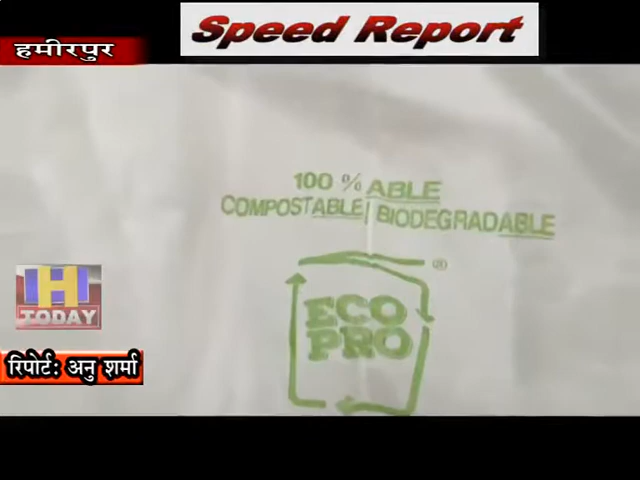 Speed Report
हमीरपुर
100 % ABLE
COMPOSTABLE | BIODEGRADABLE
®
ECO
PRO
H
TODAY
रिपोर्ट: अनु शर्मा